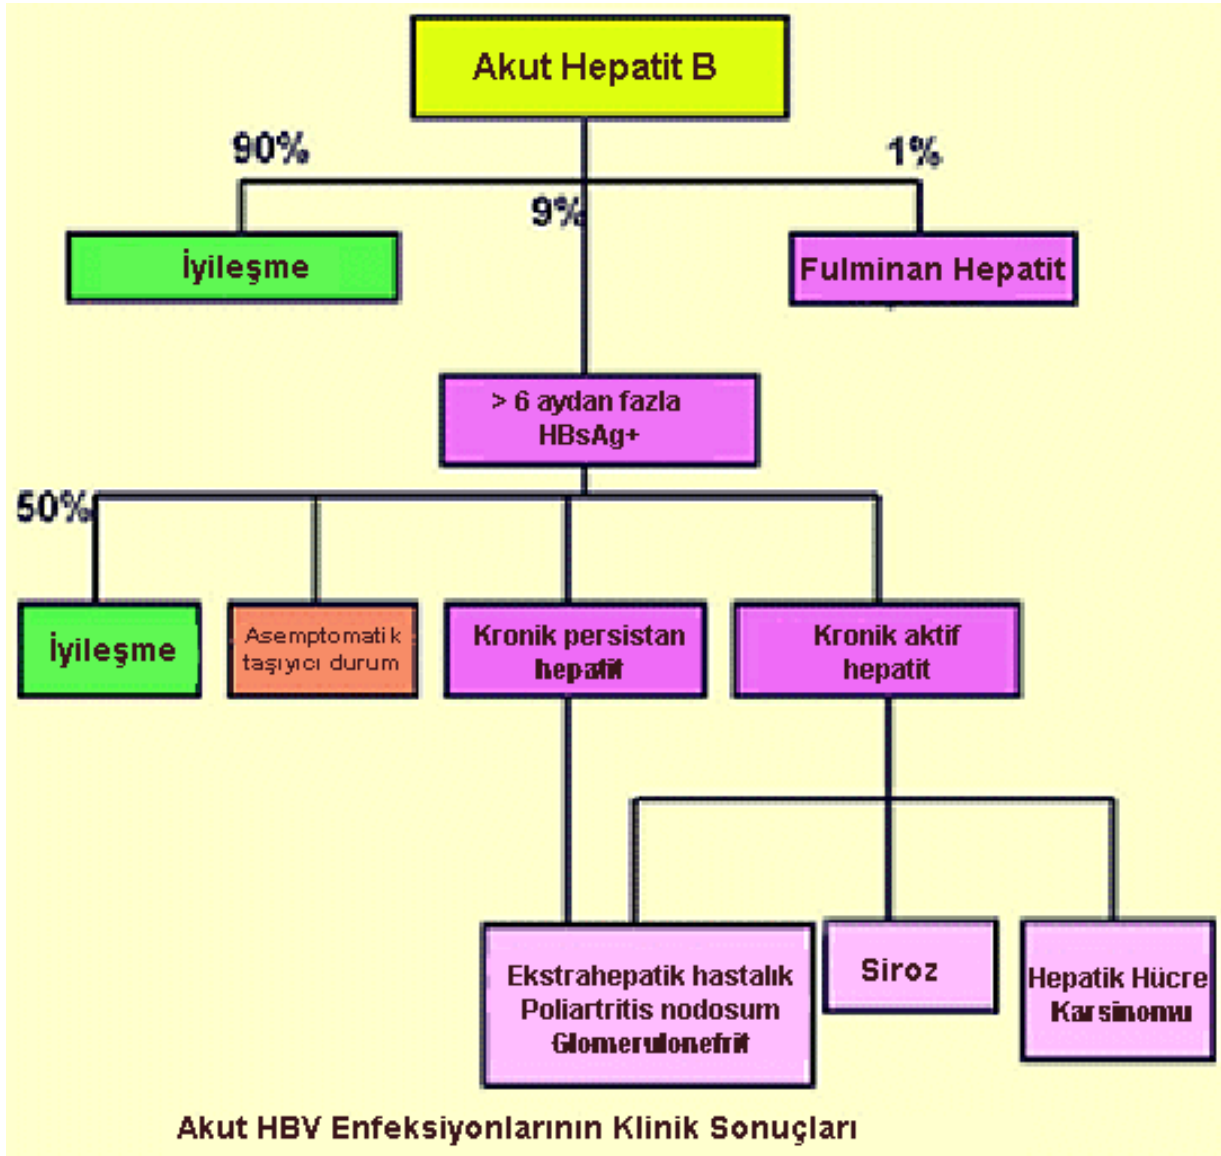 Akut Hepatit B
90%
1%
9%
İyileşme
Fulminan Hepatit
> 6 aydan fazla
HBsAg+
50%
İyileşme
Asemptomatik
taşıyıcı durum
Kronik persistan
hepatit
Kronik aktif
hepatit
Ekstrahepatik hastalık
Poliartritis nodosum
Glomerulonefrit
Siroz
Hepatik Hücre
Karsinomu
Akut HBV Enfeksiyonlarının Klinik Sonuçları